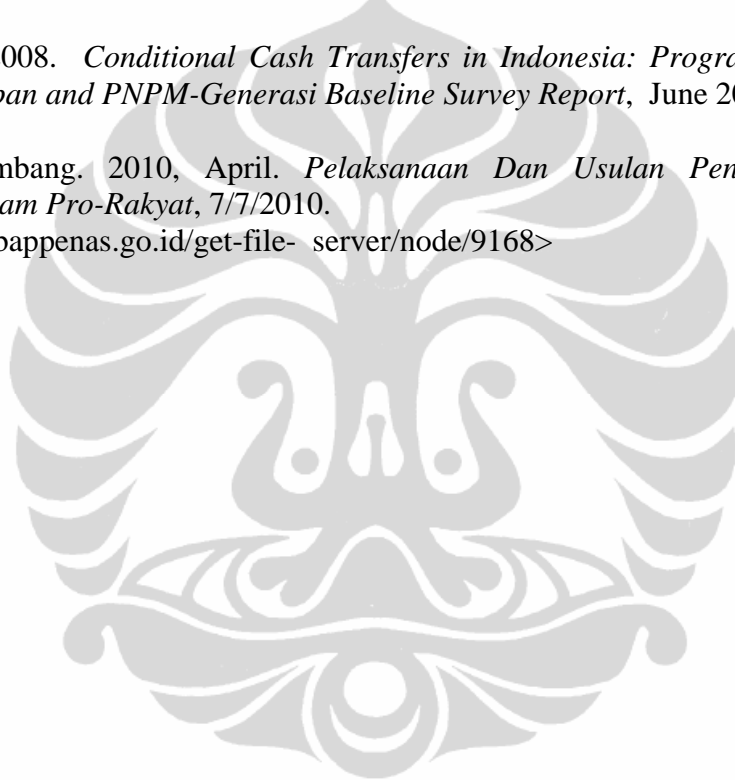 008. Conditional Cash Transfers in Indonesia: Progra
pan and PNPM-Generasi Baseline Survey Report, June 20
mbang. 2010, April. Pelaksanaan Dan Usulan Pen
am Pro-Rakyat, 7/7/2010.
bappenas.go.id/get-file- server/node/9168>